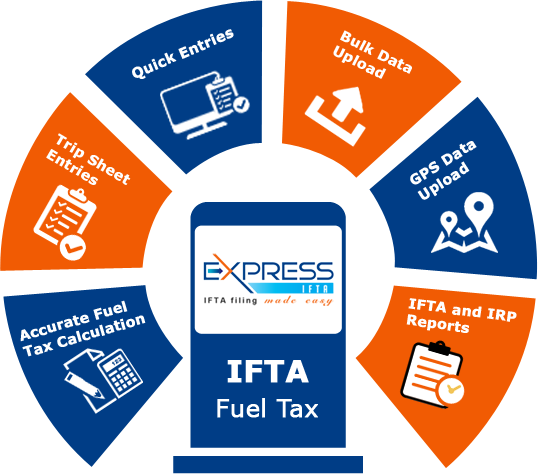 Accurate Fuel
Tax Calculation
Trip Sheet
Entries
Quick Entries
Bulk Data
Upload
GPS Data
Upload
IFTA and IRP
Reports
EXPRESS
IFTA
IFTA filing made easy
IFTA
Fuel Tax